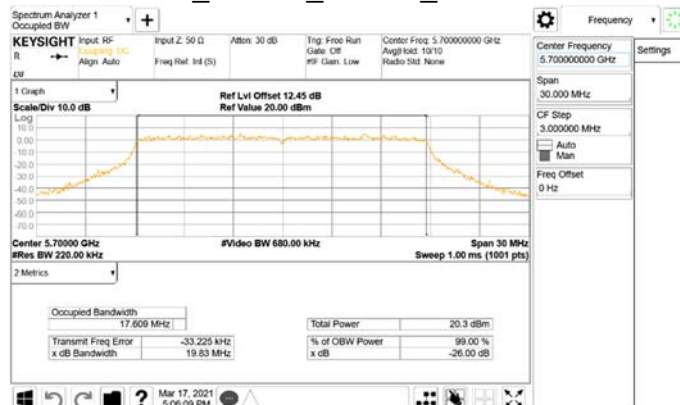 Spectrum Analyzer 1
Occupied BW
+
Frequency
KEYSIGHT
R
Input: RF
Coupling: DC
Align: Auto
Input Z: 50 Ω
Freq Ref: Int (S)
Atten: 30 dB
Trig: Free Run
Gate: Off
#IF Gain: Low
Center Freq: 5.700000000 GHz
Avg|Hold: 10/10
Radio Std: None
1 Graph
Scale/Div 10.0 dB
Ref Lvl Offset 12.45 dB
Ref Value 20.00 dBm
Log
10.0
0.00
-10.0
-20.0
-30.0
-40.0
-50.0
-60.0
-70.0
Center 5.70000 GHz
#Res BW 220.00 kHz
#Video BW 680.00 kHz
Span 30 MHz
Sweep 1.00 ms (1001 pts)
2 Metrics
Occupied Bandwidth
17.609 MHz
Transmit Freq Error -33.225 kHz
x dB Bandwidth 19.83 MHz
Total Power 20.3 dBm
% of OBW Power 99.00 %
x dB -26.00 dB
Center Frequency
5.700000000 GHz
Span
30.000 MHz
CF Step
3.000000 MHz
Auto
Man
Freq Offset
0 Hz
Settings
?
Mar 17, 2021
5:06:09 PM